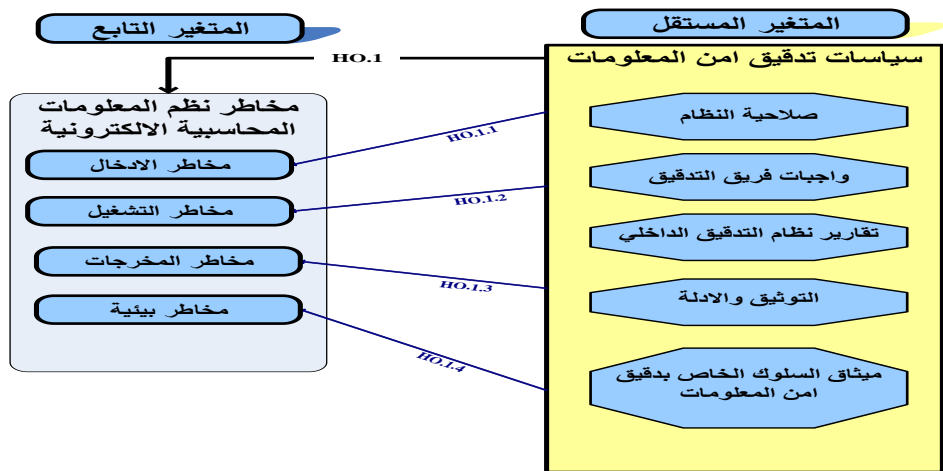 المتغير المستقل
المتغير التابع
سياسات تدقيق امن المعلومات
صلاحية النظام
واجبات فريق التدقيق
تقارير نظام التدقيق الداخلي
التوثيق والادلة
ميثاق السلوك الخاص بدقيق
امن المعلومات
HO.1
HO.1.1
HO.1.2
HO.1.3
HO.1.4
مخاطر نظم المعلومات
المحاسبية الالكترونية
مخاطر الادخال
مخاطر التشغيل
مخاطر المخرجات
مخاطر بيئية